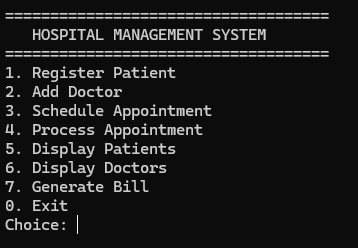 ====================================
HOSPITAL MANAGEMENT SYSTEM
====================================
1. Register Patient
2. Add Doctor
3. Schedule Appointment
4. Process Appointment
5. Display Patients
6. Display Doctors
7. Generate Bill
0. Exit
Choice: